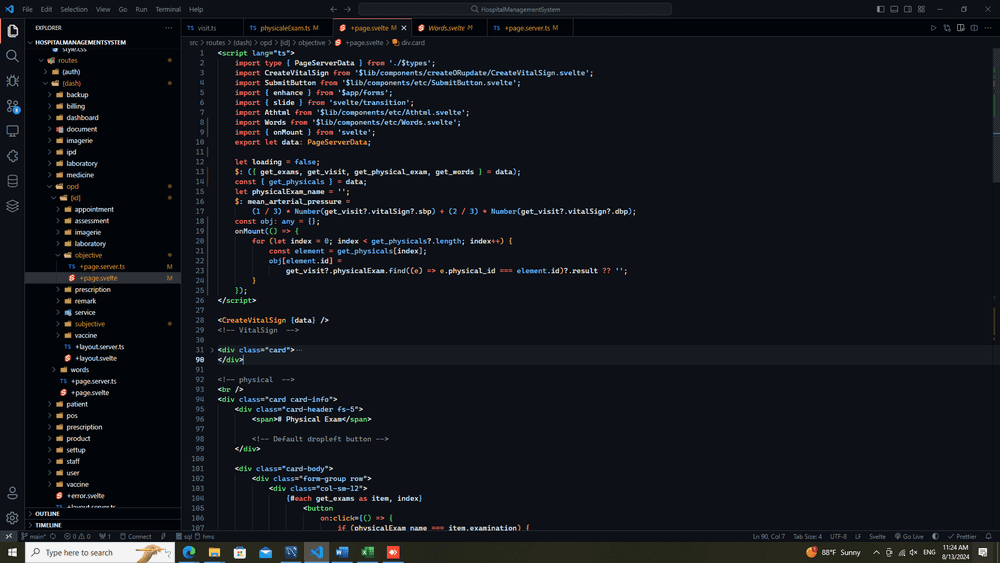 File Edit Selection View Go Run Terminal Help
HospitalManagementSystem
EXPLORER
HOSPITALMANAGEMENTSYSTEM
style.css
routes
(auth)
(dash)
backup
billing
dashboard
document
imagerie
ipd
laboratory
medicine
opd
[id]
appointment
assessment
imagerie
laboratory
objective
TS +page.server.ts M
+page.svelte M
prescription
remark
service
subjective
vaccine
TS +layout.server.ts
+layout.svelte
words
TS +page.server.ts
+page.svelte
patient
pos
prescription
product
settup
staff
user
vaccine
+error.svelte
TS +layout.server.ts
OUTLINE
TIMELINE
TS visit.ts
TS physicaleExam.ts M
+page.svelte M
Words.svelte M
TS +page.server.ts M
src > routes > (dash) > opd > [id] > objective > +page.svelte > div.card
1 <script lang="ts">
2 import type { PageServerData } from './$types';
3 import CreateVitalSign from '$lib/components/createORupdate/CreateVitalSign.svelte';
4 import SubmitButton from '$lib/components/etc/SubmitButton.svelte';
5 import { enhance } from '$app/forms';
6 import { slide } from 'svelte/transition';
7 import Athtml from '$lib/components/etc/Athtml.svelte';
8 import Words from '$lib/components/etc/Words.svelte';
9 import { onMount } from 'svelte';
10 export let data: PageServerData;
11
12 let loading = false;
13 $: ({ get_exams, get_visit, get_physical_exam, get_words } = data);
14 const { get_physicals } = data;
15 let physicalExam_name = '';
16 $: mean_arterial_pressure =
17 (1 / 3) * Number(get_visit?.vitalSign?.sbp) + (2 / 3) * Number(get_visit?.vitalSign?.dbp);
18 const obj: any = {};
19 onMount(() => {
20 for (let index = 0; index < get_physicals?.length; index++) {
21 const element = get_physicals[index];
22 obj[element.id] =
23 get_visit?.physicalExam.find((e) => e.physical_id === element.id)?.result ?? '';
24 }
25 });
26 </script>
27
28 <CreateVitalSign {data} />
29 <!-- VitalSign -->
30
31 <div class="card"> ⋯
90 </div>
91
92 <!-- physical -->
93 <br />
94 <div class="card card-info">
95 <div class="card-header fs-5">
96 <span># Physical Exam</span>
97
98 <!-- Default dropleft button -->
99 </div>
100
101 <div class="card-body">
102 <div class="form-group row">
103 <div class="col-sm-12">
104 {#each get_exams as item, index}
105 <button
106 on:click={() => {
107 if (physicalExam_name === item.examination) {
main* 0 0 1 Connect sql hms
Ln 90, Col 7 Tab Size: 4 UTF-8 LF Svelte Go Live Prettier
Type here to search
88°F Sunny
ENG
11:24 AM
8/13/2024